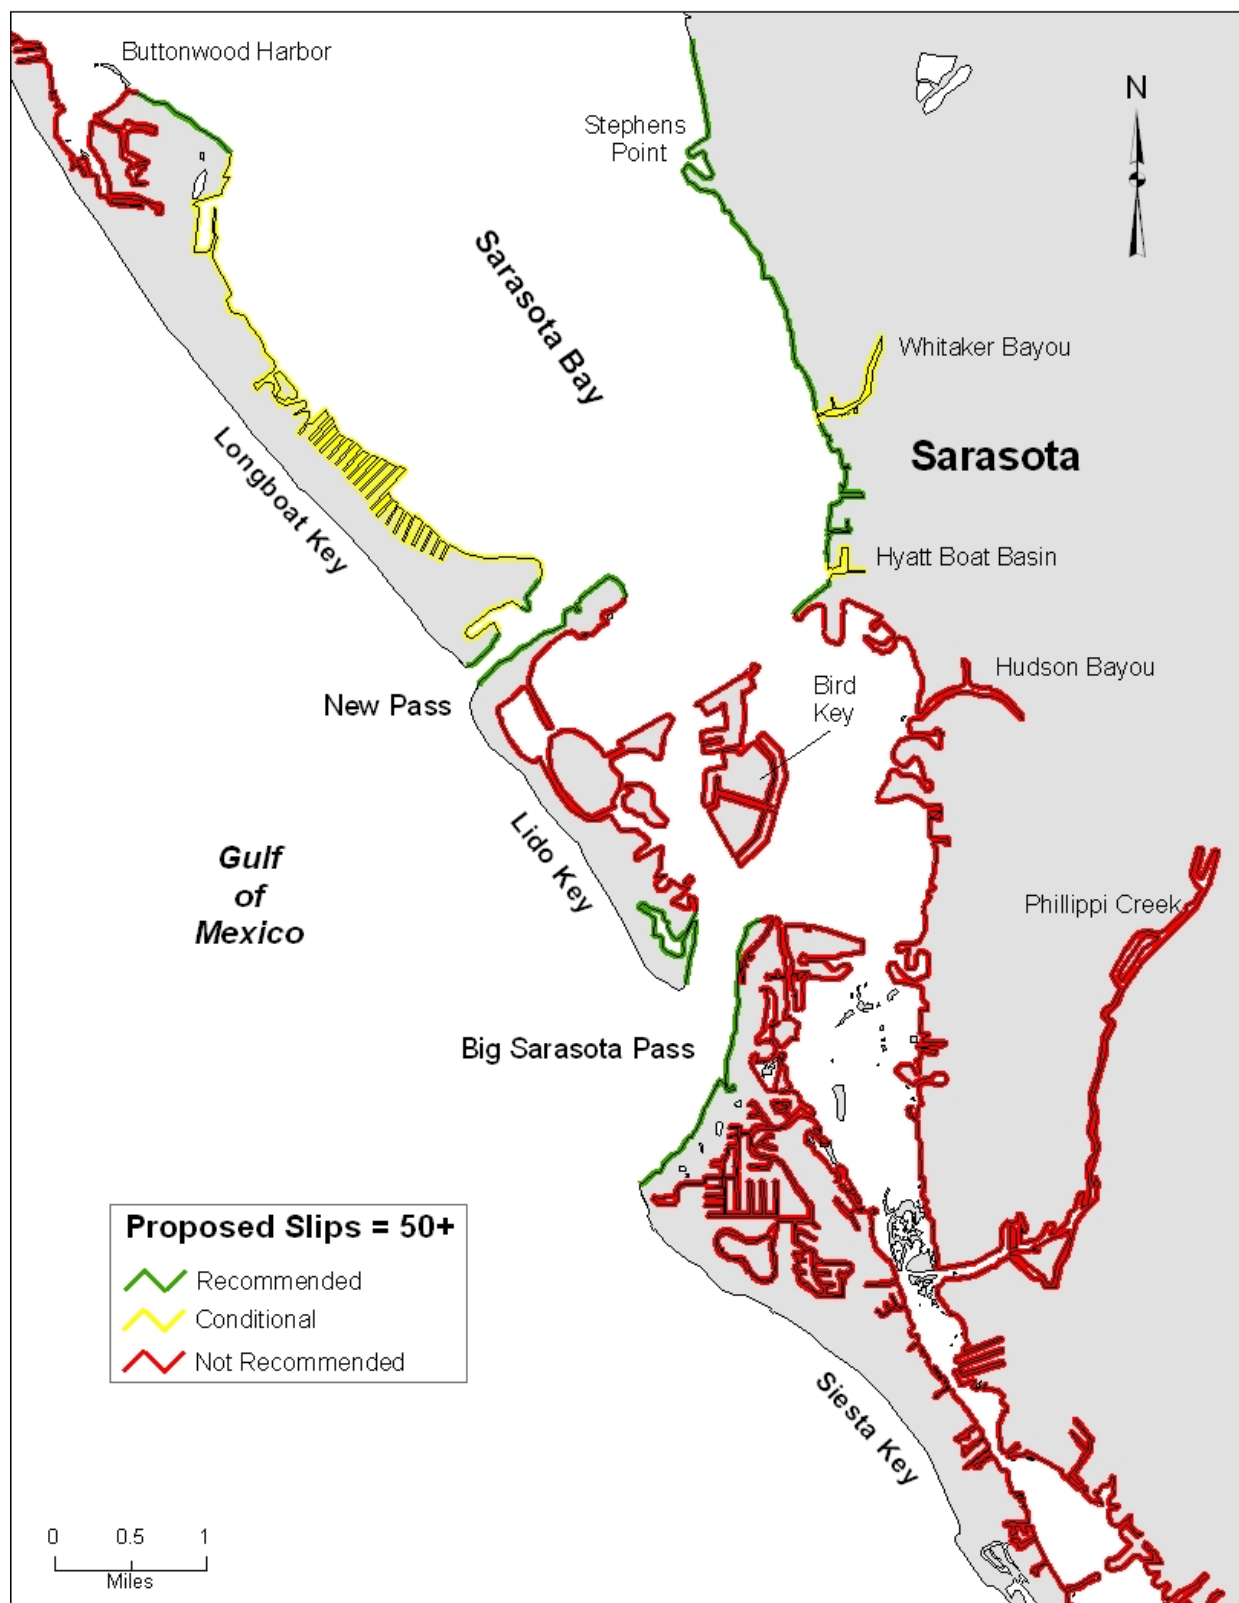 Buttonwood Harbor
Stephens
Point
N
Sarasota Bay
Whitaker Bayou
Sarasota
Longboat Key
Hyatt Boat Basin
Hudson Bayou
Bird
Key
New Pass
Lido Key
Gulf
of
Mexico
Phillippi Creek
Big Sarasota Pass
Proposed Slips = 50+
Recommended
Conditional
Not Recommended
Siesta Key
0 0.5 1
Miles